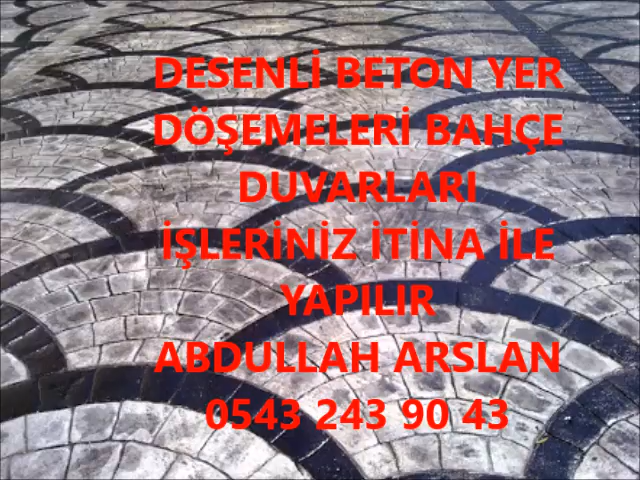 DESENLİ BETON YER
DÖŞEMELERİ BAHÇE
DUVARLARI
İŞLERİNİZ İTİNA İLE
YAPILIR
ABDULLAH ARSLAN
0543 243 90 43